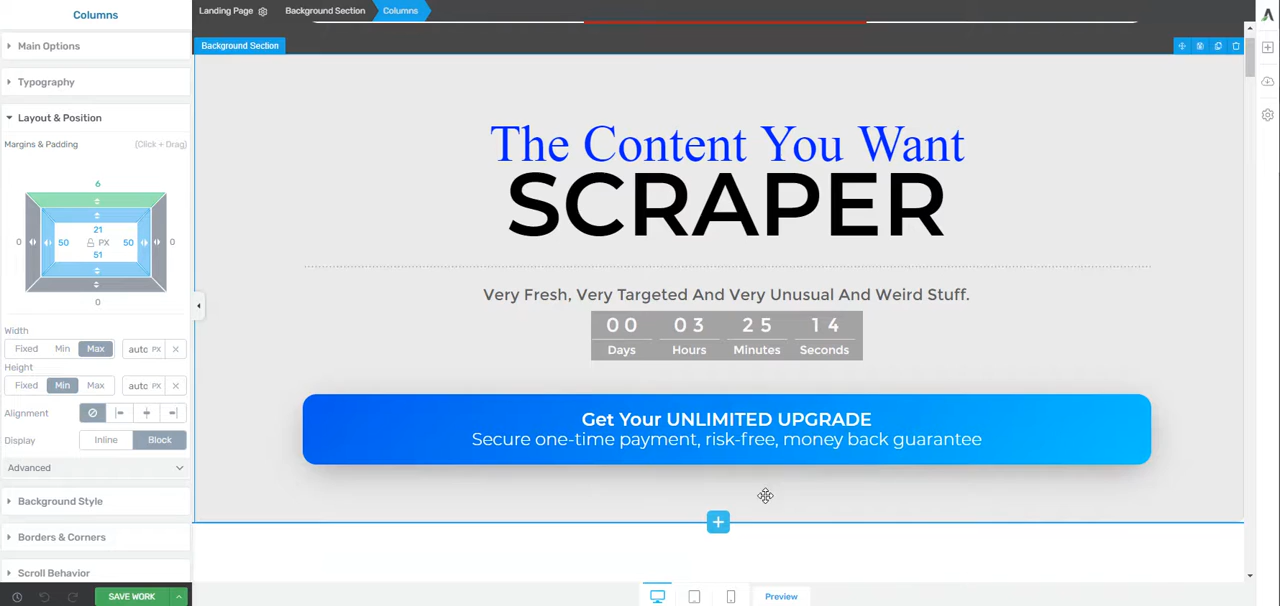 Columns
Landing Page
Background Section
Columns
Main Options
Background Section
Typography
Layout & Position
Margins & Padding
(Click + Drag)
The Content You Want
SCRAPER
6
21
0
50
PX
50
0
51
0
Very Fresh, Very Targeted And Very Unusual And Weird Stuff.
00 03 25 14
Days Hours Minutes Seconds
Width
Fixed Min Max autc PX ×
Height
Fixed Min Max autc PX ×
Alignment
Display
Inline Block
Get Your UNLIMITED UPGRADE
Secure one-time payment, risk-free, money back guarantee
Advanced
Background Style
Borders & Corners
Scroll Behavior
SAVE WORK
Preview